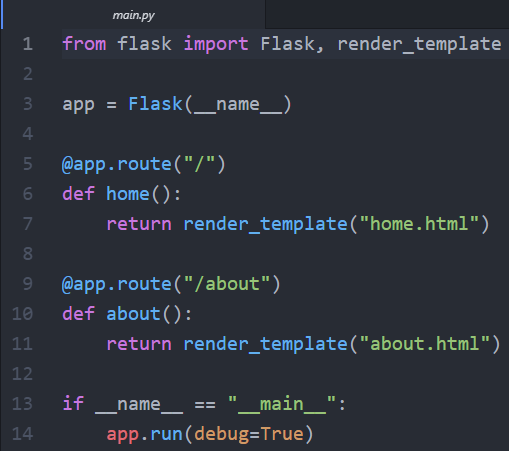 main.py
1 from flask import Flask, render_template
2
3 app = Flask(__name__)
4
5 @app.route("/")
6 def home():
7     return render_template("home.html")
8
9 @app.route("/about")
10 def about():
11     return render_template("about.html")
12
13 if __name__ == "__main__":
14     app.run(debug=True)